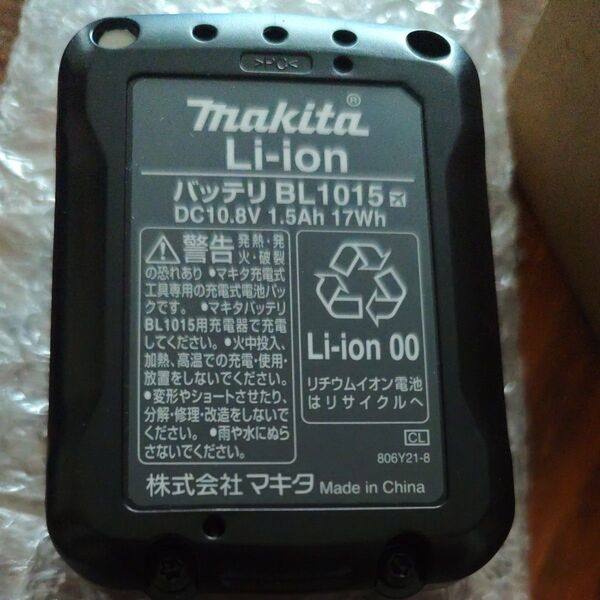 >PC<
makita®
Li-ion
バッテリ BL1015
DC10.8V 1.5Ah 17Wh
警告 発熱・発
火・破裂
の恐れあり •マキタ充電式
工具専用の充電式電池パッ
クです。•マキタバッテリ
BL1015用充電器で充電
してください。•火中投入、
加熱、高温での充電・使用・
放置をしないでください。
•変形やショートさせたり、
分解・修理・改造をしないで
ください。•雨や水にぬら
さないでください。
Li-ion 00
リチウムイオン電池
はリサイクルへ
CL
806Y21-8
株式会社 マキタ Made in China